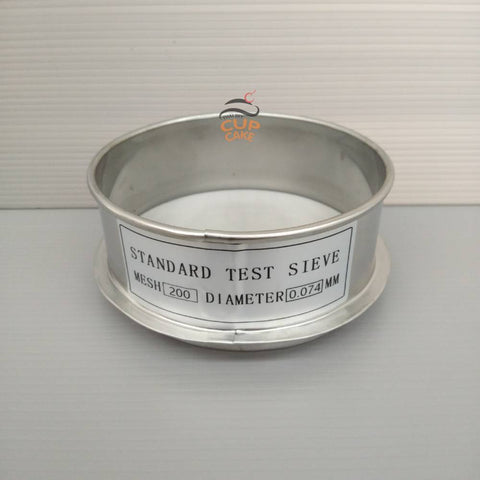 CUP
CAKE
STANDARD TEST SIEVE
MESH 200 DIAMETER 0.074 MM